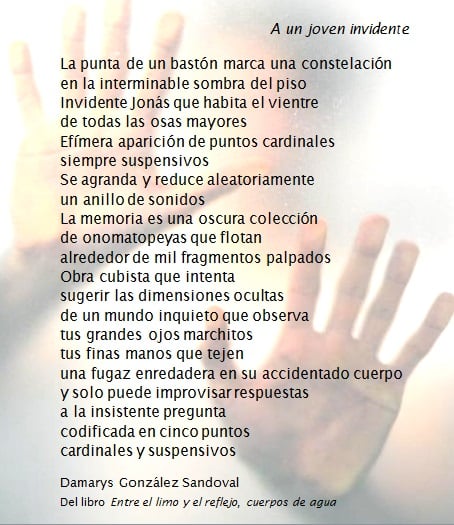 A un joven invidente
La punta de un bastón marca una constelación
en la interminable sombra del piso
Invidente Jonás que habita el vientre
de todas las osas mayores
Efímera aparición de puntos cardinales
siempre suspensivos
Se agranda y reduce aleatoriamente
un anillo de sonidos
La memoria es una oscura colección
de onomatopeyas que flotan
alrededor de mil fragmentos palpados
Obra cubista que intenta
sugerir las dimensiones ocultas
de un mundo inquieto que observa
tus grandes ojos marchitos
tus finas manos que tejen
una fugaz enredadera en su accidentado cuerpo
y solo puede improvisar respuestas
a la insistente pregunta
codificada en cinco puntos
cardinales y suspensivos
Damarys González Sandoval
Del libro Entre el limo y el reflejo, cuerpos de agua